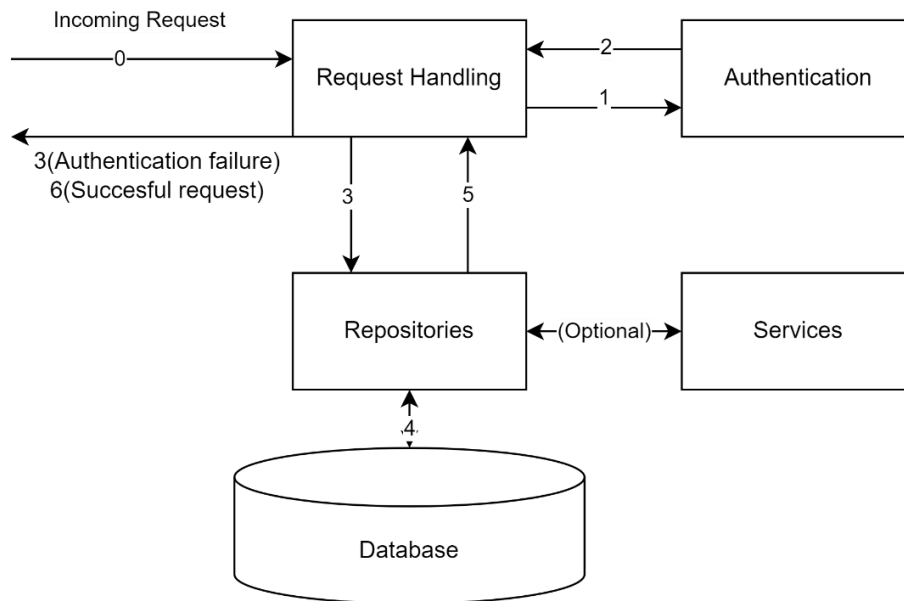 Incoming Request
0
Request Handling
2
1
Authentication
3(Authentication failure)
6(Succesful request)
3
5
Repositories
(Optional)
Services
4
Database